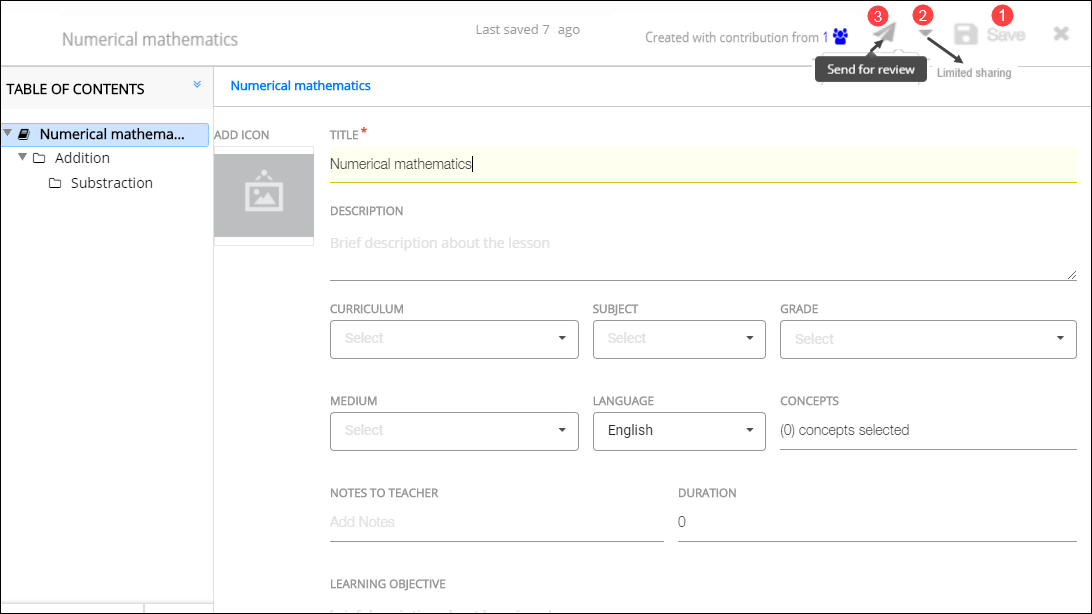 3 2 1
Numerical mathematics
Last saved 7 ago
Created with contribution from 1
Save
Send for review
Limited sharing
TABLE OF CONTENTS
Numerical mathema...
Addition
Substraction
Numerical mathematics
ADD ICON
TITLE*
Numerical mathematics
DESCRIPTION
Brief description about the lesson
CURRICULUM SUBJECT GRADE
Select Select Select
MEDIUM LANGUAGE CONCEPTS
Select English (0) concepts selected
NOTES TO TEACHER DURATION
Add Notes 0
LEARNING OBJECTIVE